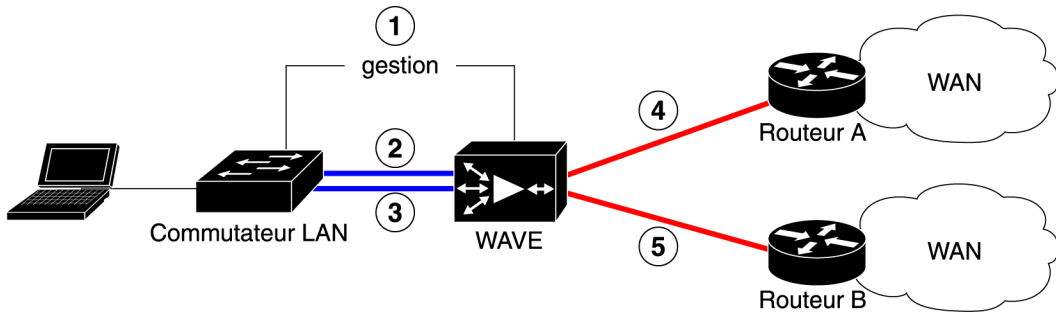 1
gestion
2
3
Commutateur LAN
WAVE
4
5
WAN
Routeur A
WAN
Routeur B